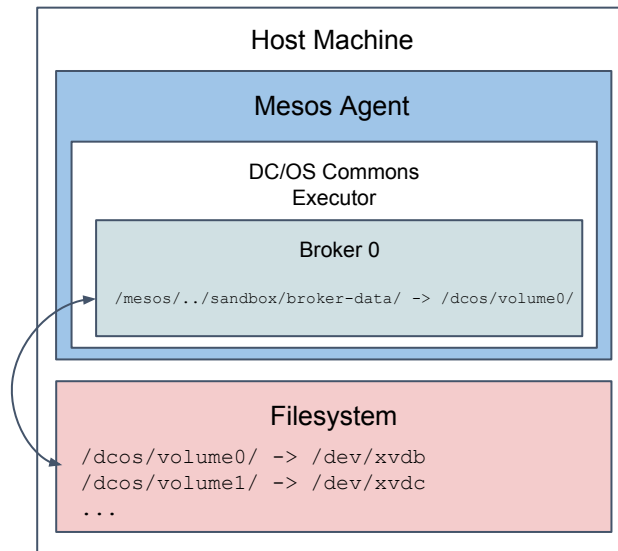 Host Machine
Mesos Agent
DC/OS Commons
Executor
Broker 0
/mesos/../sandbox/broker-data/ -> /dcos/volume0/
Filesystem
/dcos/volume0/ -> /dev/xvdb
/dcos/volume1/ -> /dev/xvdc
...